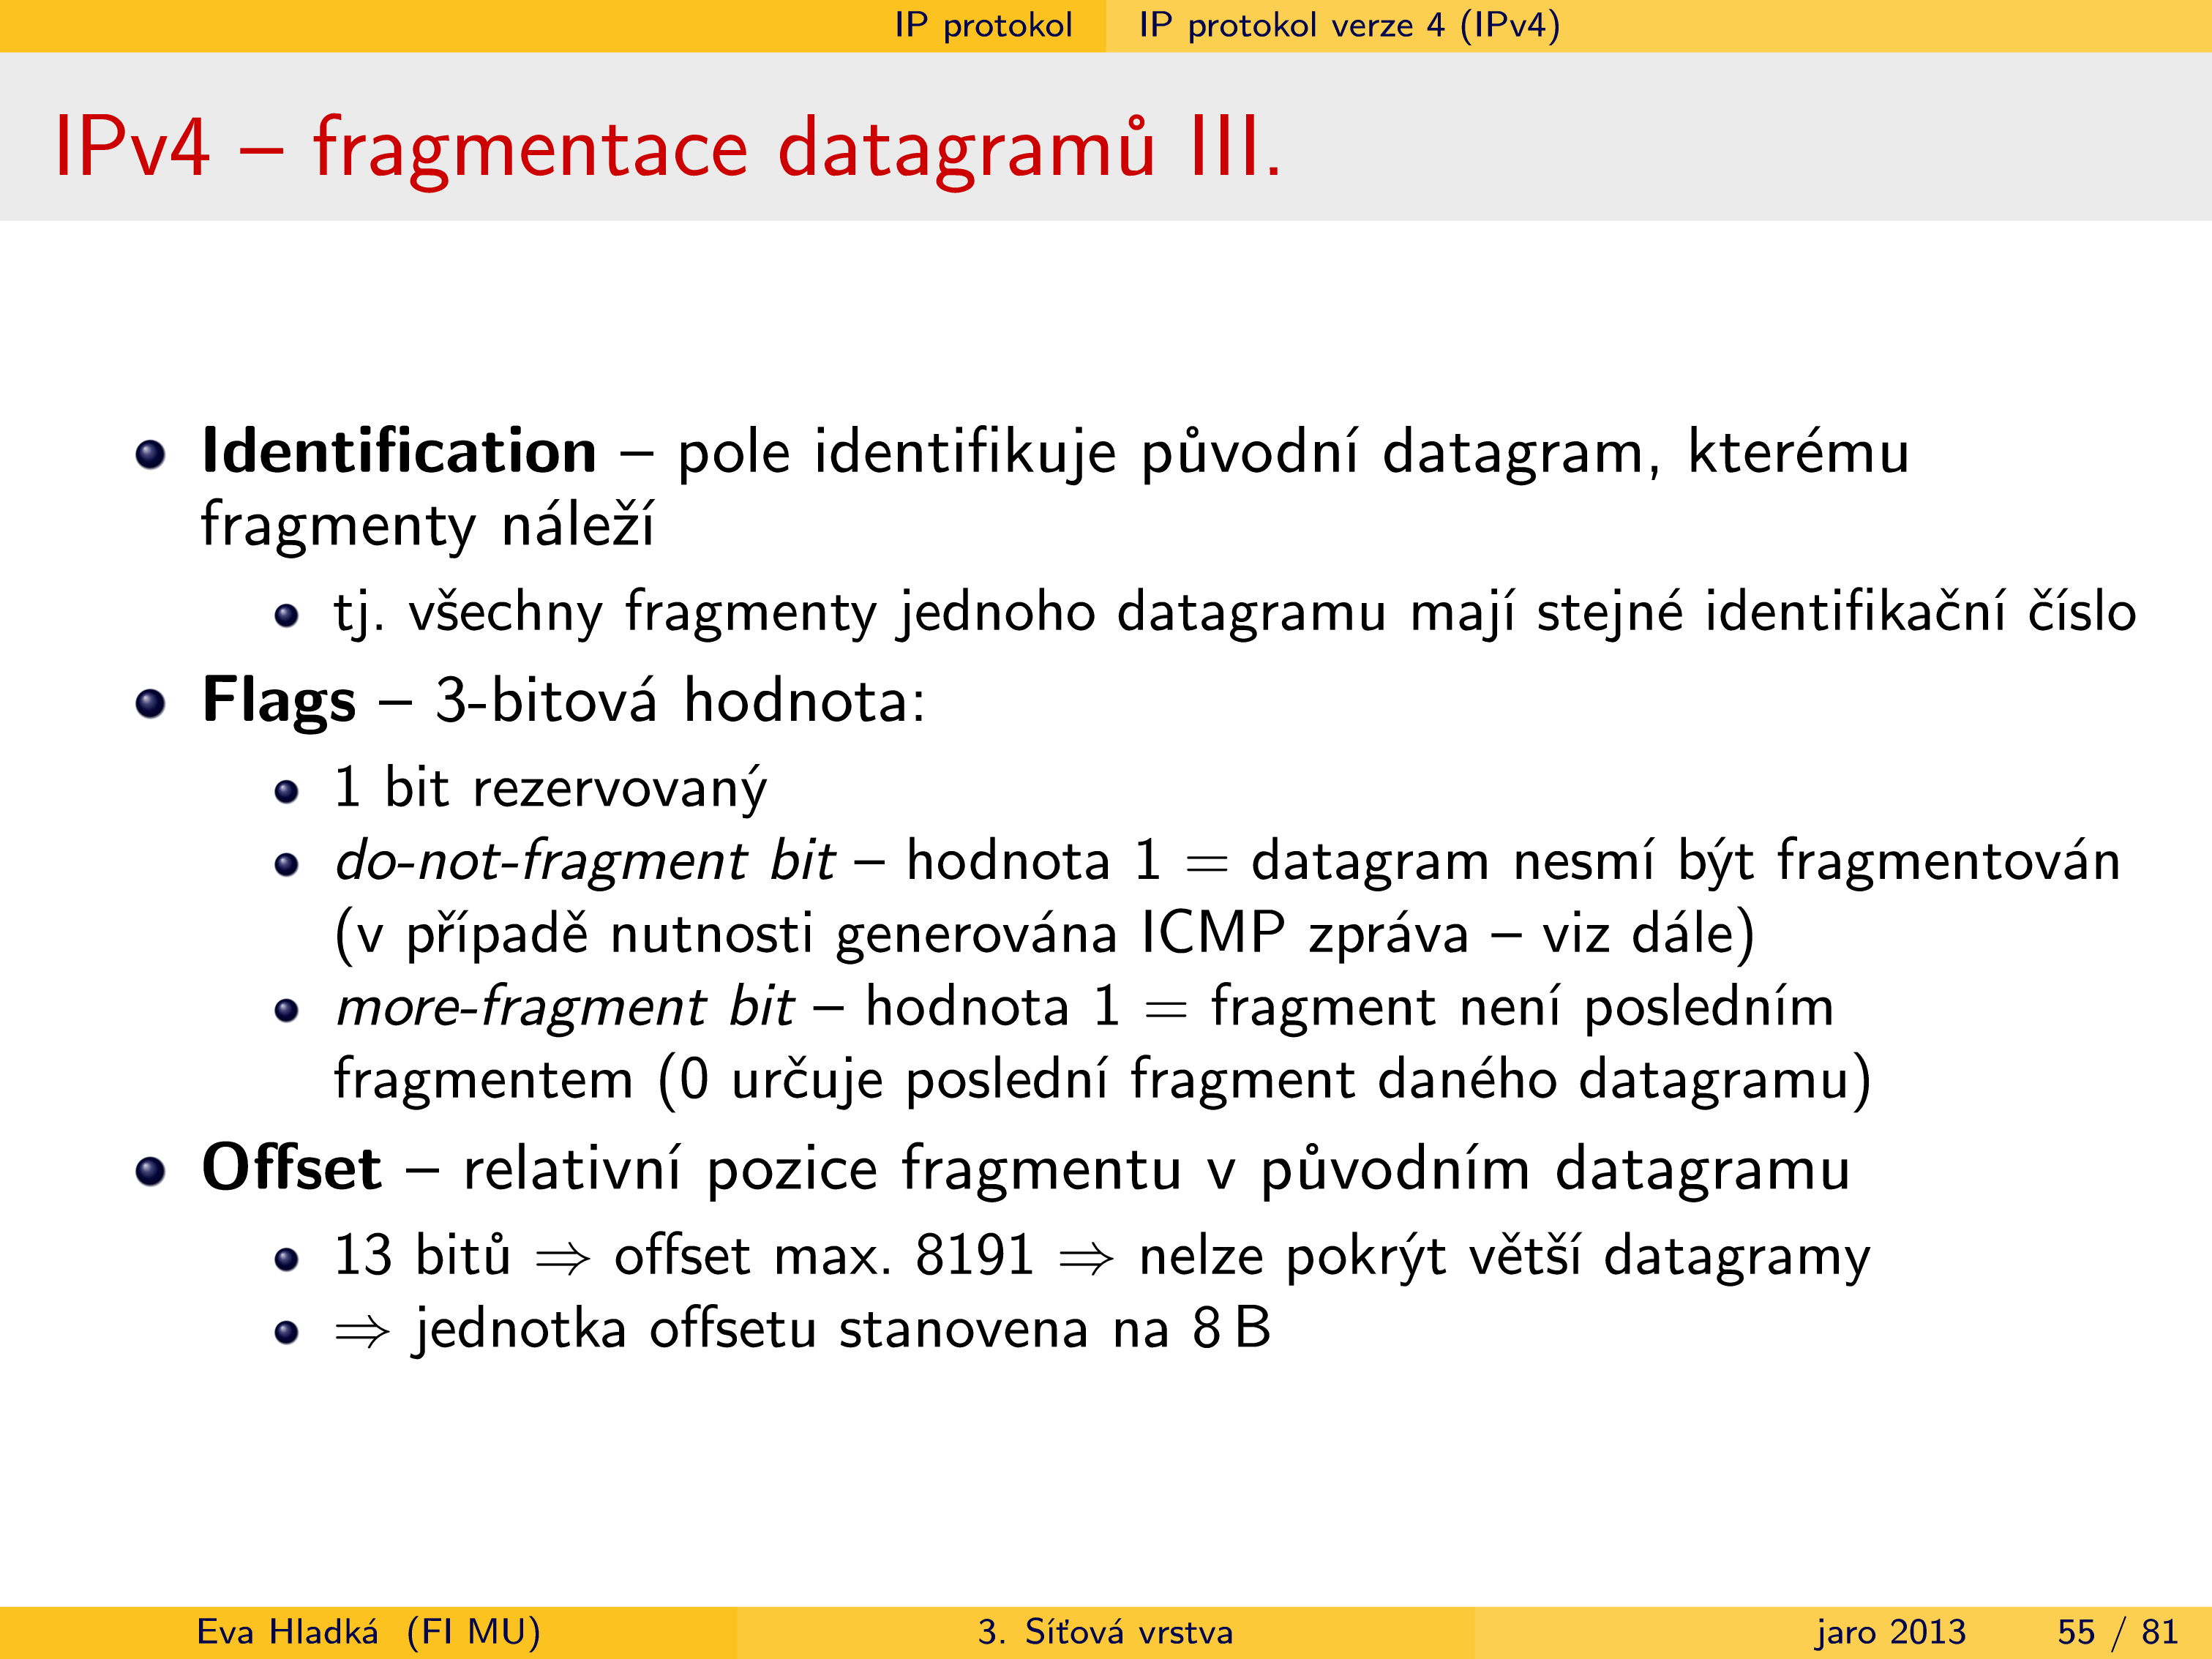 IP protokol IP protokol verze 4 (IPv4)
IPv4 – fragmentace datagramů III.
Identification – pole identifikuje původní datagram, kterému
fragmenty náleží
tj. všechny fragmenty jednoho datagramu mají stejné identifikační číslo
Flags – 3-bitová hodnota:
1 bit rezervovaný
do-not-fragment bit – hodnota 1 = datagram nesmí být fragmentován
(v případě nutnosti generována ICMP zpráva – viz dále)
more-fragment bit – hodnota 1 = fragment není posledním
fragmentem (0 určuje poslední fragment daného datagramu)
Offset – relativní pozice fragmentu v původním datagramu
13 bitů ⇒ offset max. 8191 ⇒ nelze pokrýt větší datagramy
⇒ jednotka offsetu stanovena na 8 B
Eva Hladká (FI MU) 3. Síťová vrstva jaro 2013 55 / 81